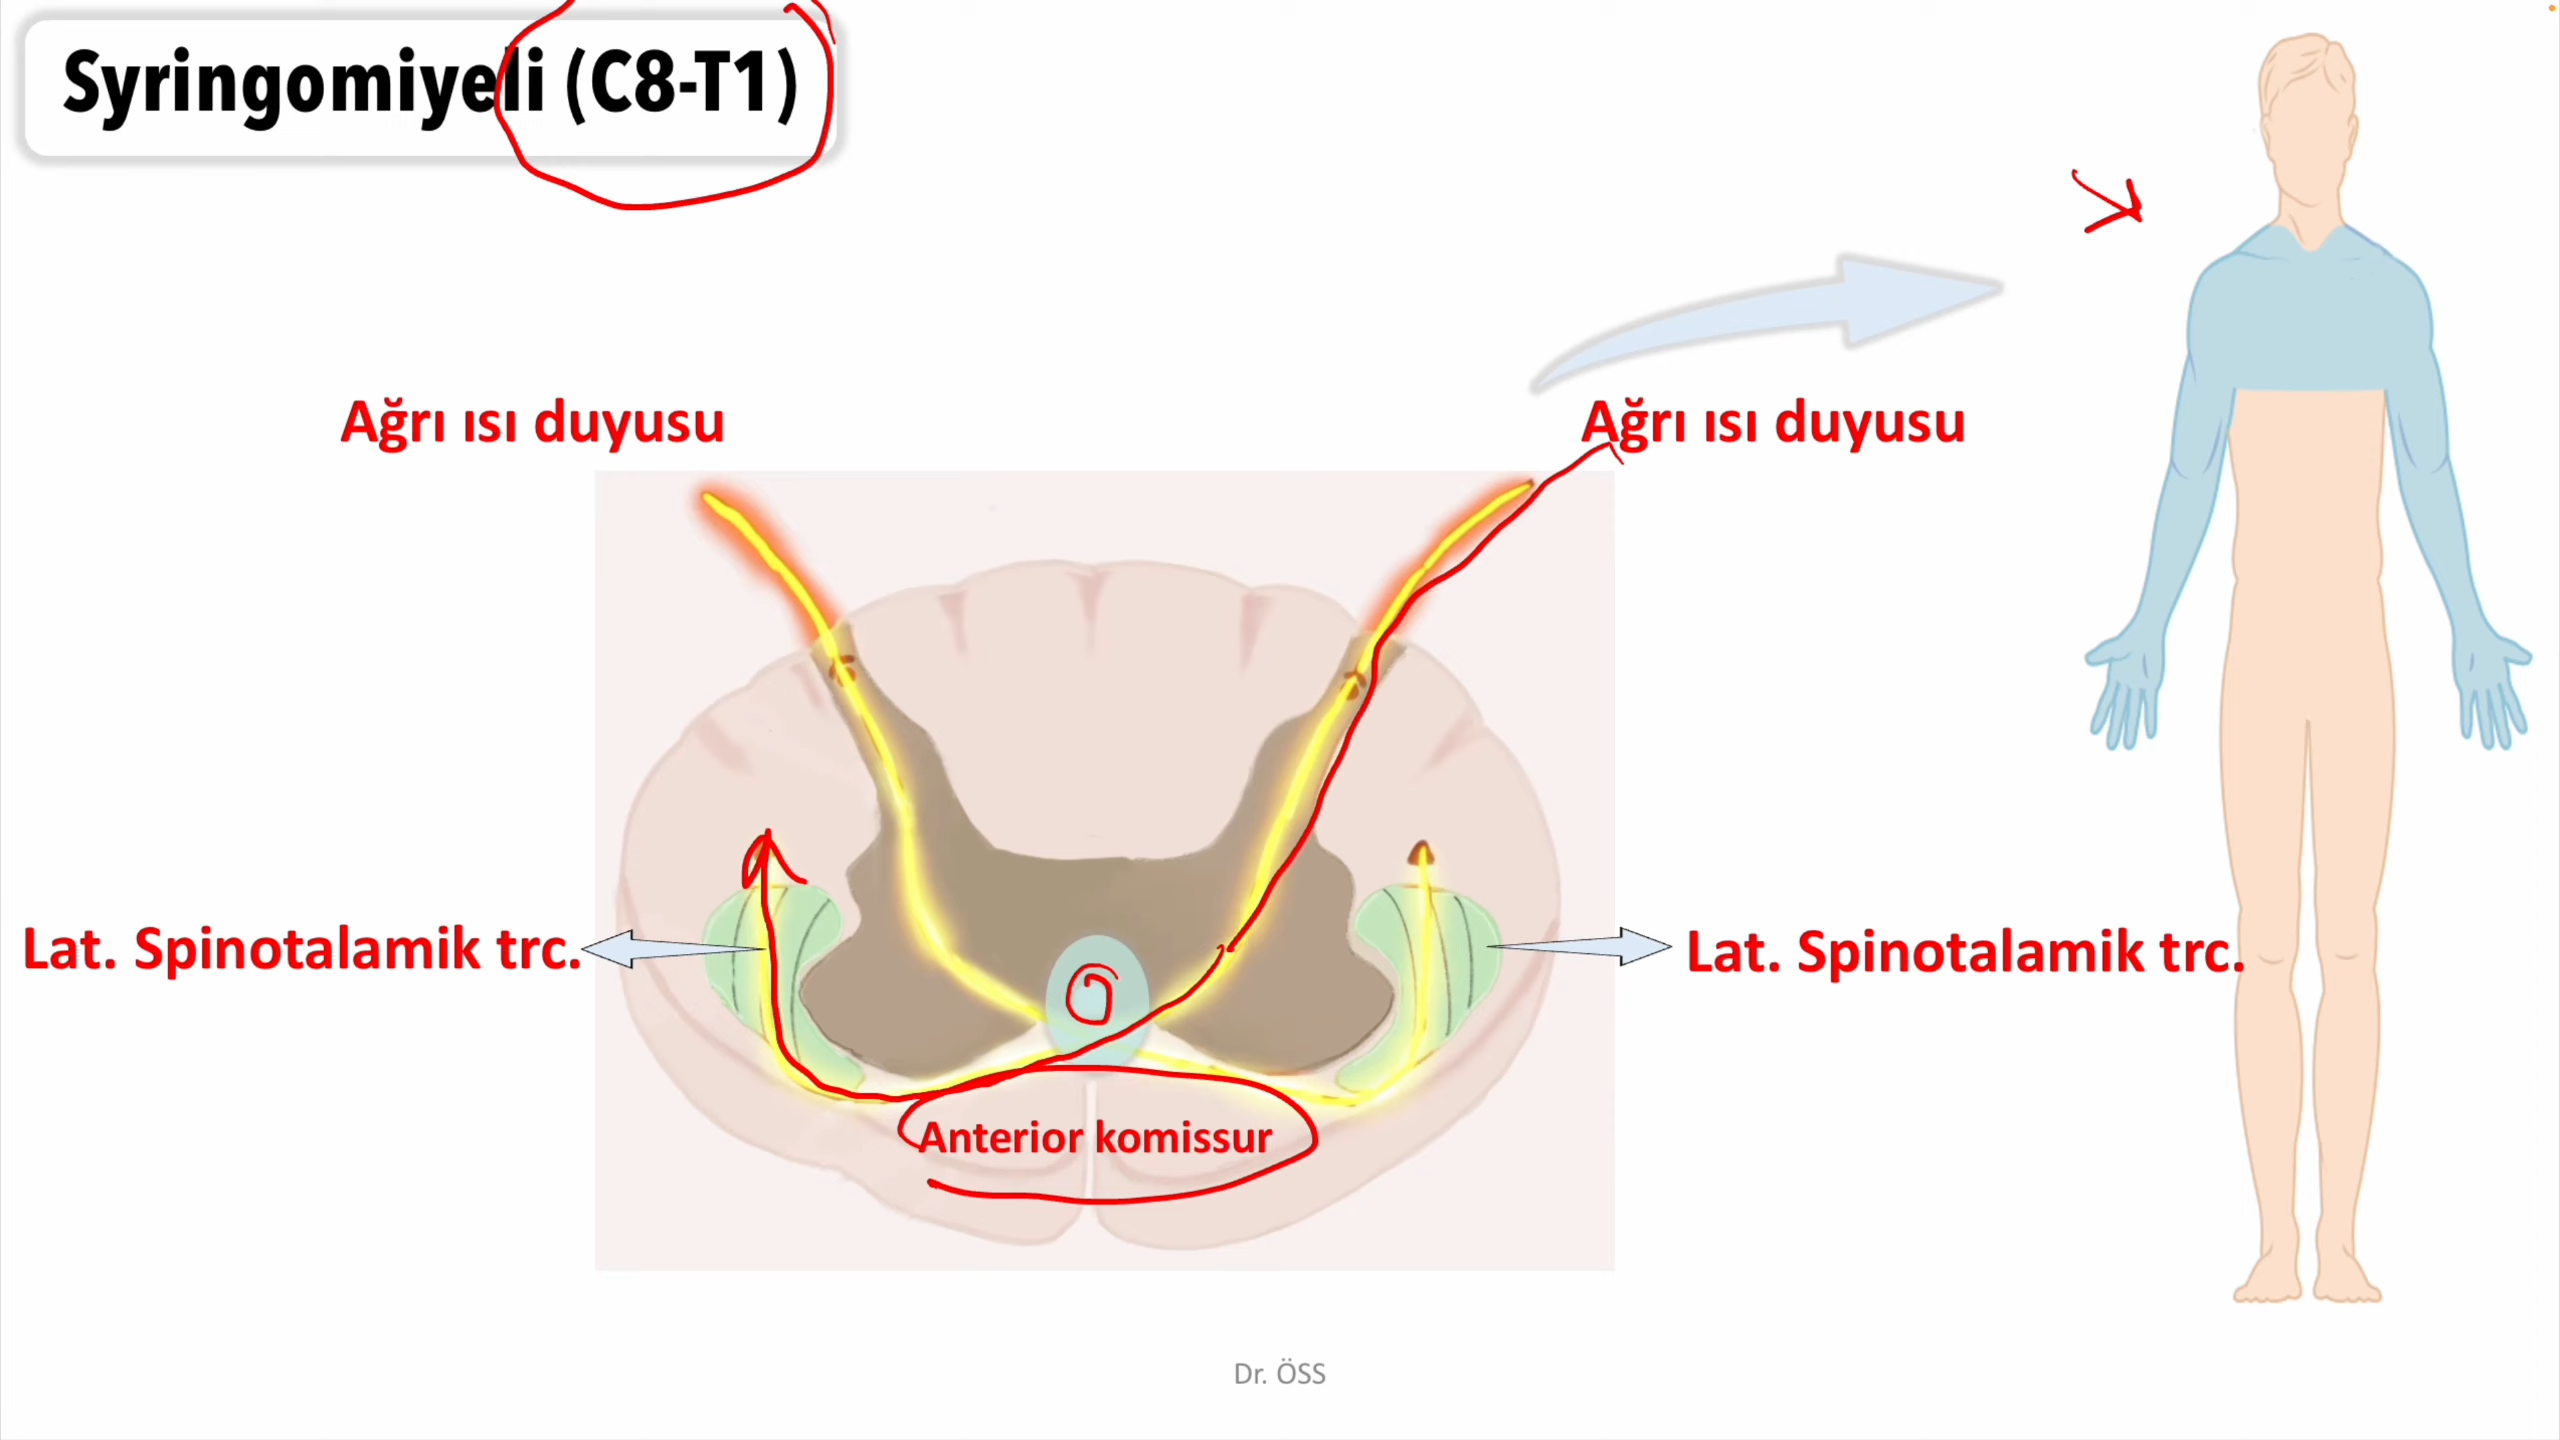 Syringomiyeli (C8-T1)
Ağrı ısı duyusu
Ağrı ısı duyusu
Lat. Spinotalamik trc.
Lat. Spinotalamik trc.
Anterior komissur
Dr. ÖSS